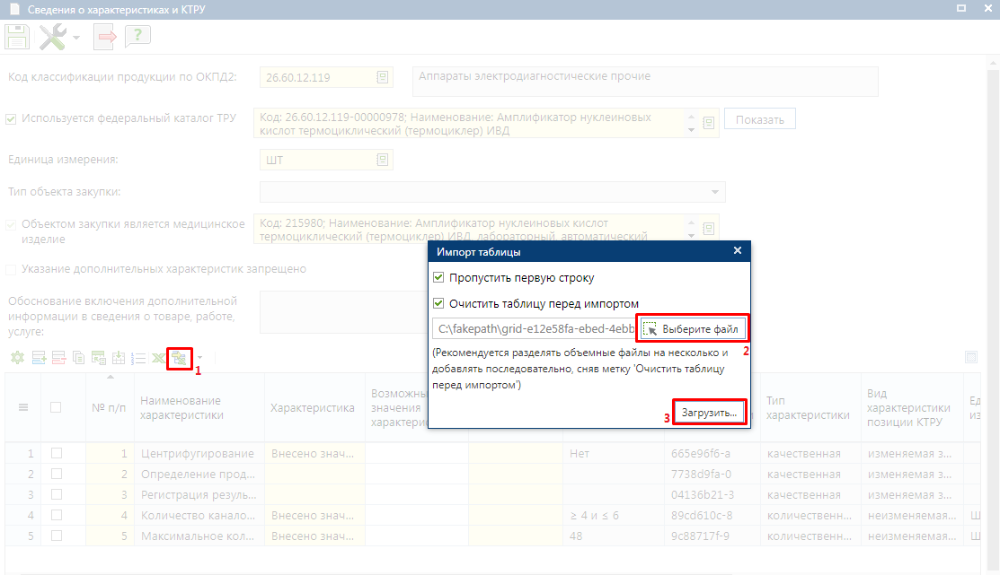 Сведения о характеристиках и КТРУ
?
Код классификации продукции по ОКПД2:
26.60.12.119
Аппараты электродиагностические прочие
Используется федеральный каталог ТРУ
Код: 26.60.12.119-00000978; Наименование: Амплификатор нуклеиновых
кислот термоциклический (термоциклер) ИВД
Показать
Единица измерения:
ШТ
Тип объекта закупки:
Объектом закупки является медицинское
изделие
Код: 215980; Наименование: Амплификатор нуклеиновых кислот
термоциклический (термоциклер) ИВД, лабораторный, автоматический
Указание дополнительных характеристик запрещено
Обоснование включения дополнительной
информации в сведения о товаре, работе,
услуге:
Импорт таблицы
Пропустить первую строку
Очистить таблицу перед импортом
C:\fakepath\grid-e12e58fa-ebed-4ebb
Выберите файл
2
(Рекомендуется разделять объемные файлы на несколько и
добавлять последовательно, сняв метку 'Очистить таблицу
перед импортом')
3
Загрузить...
1
№ п/п
Наименование
характеристики
Характеристика
Возможны
значения
характерис
Тип
характеристики
Вид
характеристики
позиции КТРУ
Ед
из
1 1 Центрифугирование Внесено знач... Нет 665e96f6-a качественная изменяемая з...
2 2 Определение прод... 7738d9fa-0 качественная изменяемая з...
3 3 Регистрация резуль... 04136b21-3 качественная изменяемая з...
4 4 Количество канало... Внесено знач... ≥ 4 и ≤ 6 89cd610c-8 количественн... неизменяемая... Ш
5 5 Максимальное кол... Внесено знач... 48 9c88717f-9 количественн... неизменяемая... Ш